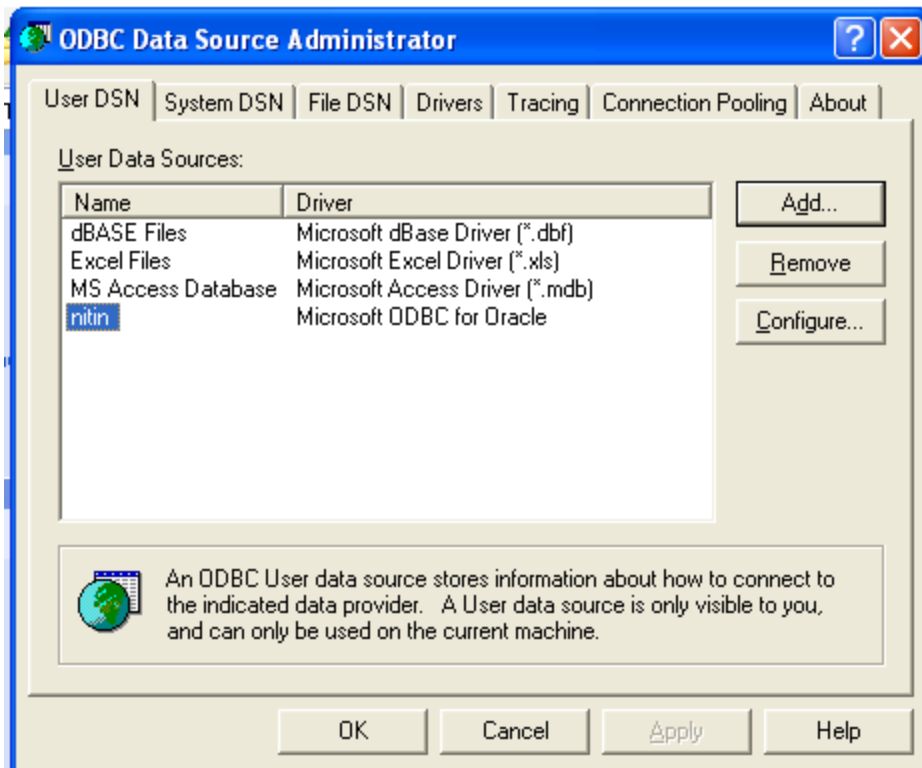 ODBC Data Source Administrator
User DSN System DSN File DSN Drivers Tracing Connection Pooling About
User Data Sources:
Name Driver
dBASE Files Microsoft dBase Driver (*.dbf)
Excel Files Microsoft Excel Driver (*.xls)
MS Access Database Microsoft Access Driver (*.mdb)
nitin Microsoft ODBC for Oracle
Add...
Remove
Configure...
An ODBC User data source stores information about how to connect to
the indicated data provider. A User data source is only visible to you,
and can only be used on the current machine.
OK Cancel Apply Help